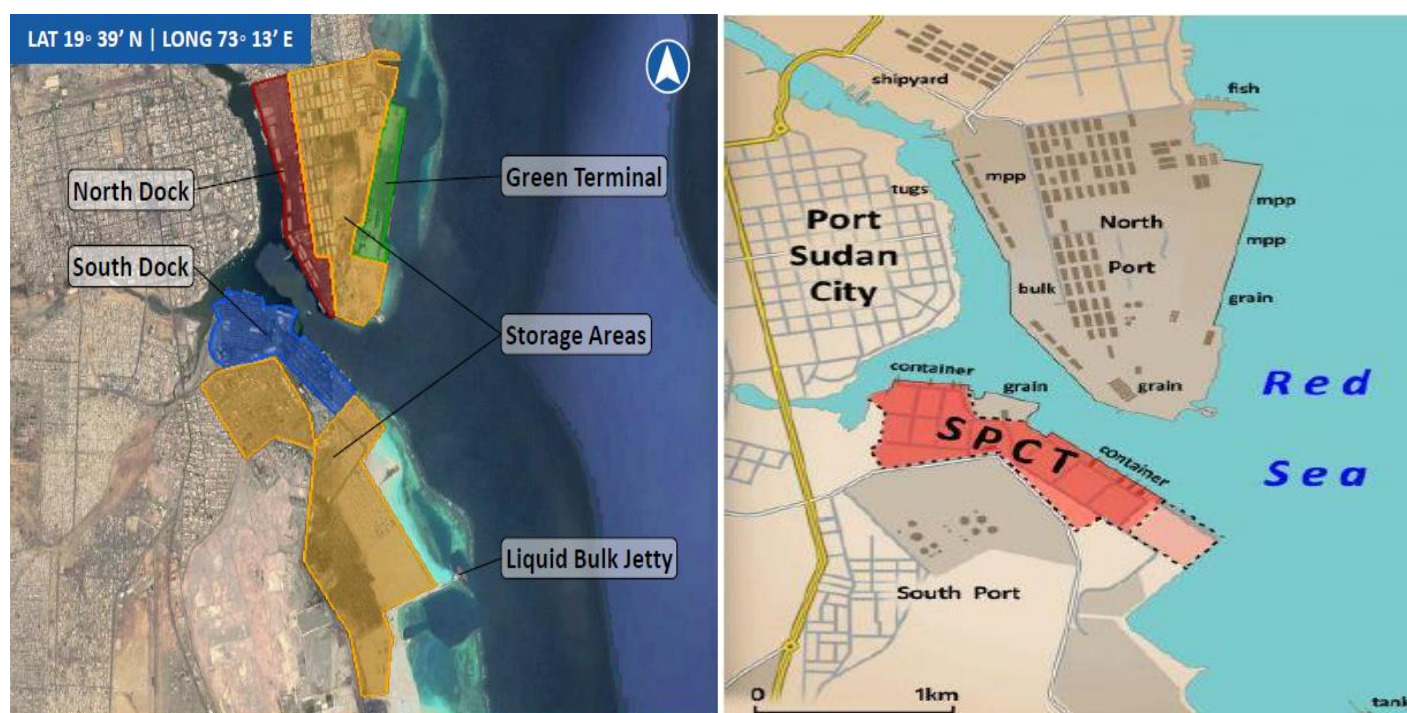 LAT 19◦ 39’ N | LONG 73◦ 13’ E
North Dock
South Dock
Green Terminal
Storage Areas
Liquid Bulk Jetty
shipyard
fish
mpp
tugs
Port
Sudan
City
North
Port
mpp
mpp
bulk
grain
container
grain
grain
SPCT
container
Red
Sea
South Port
0
1km
tank